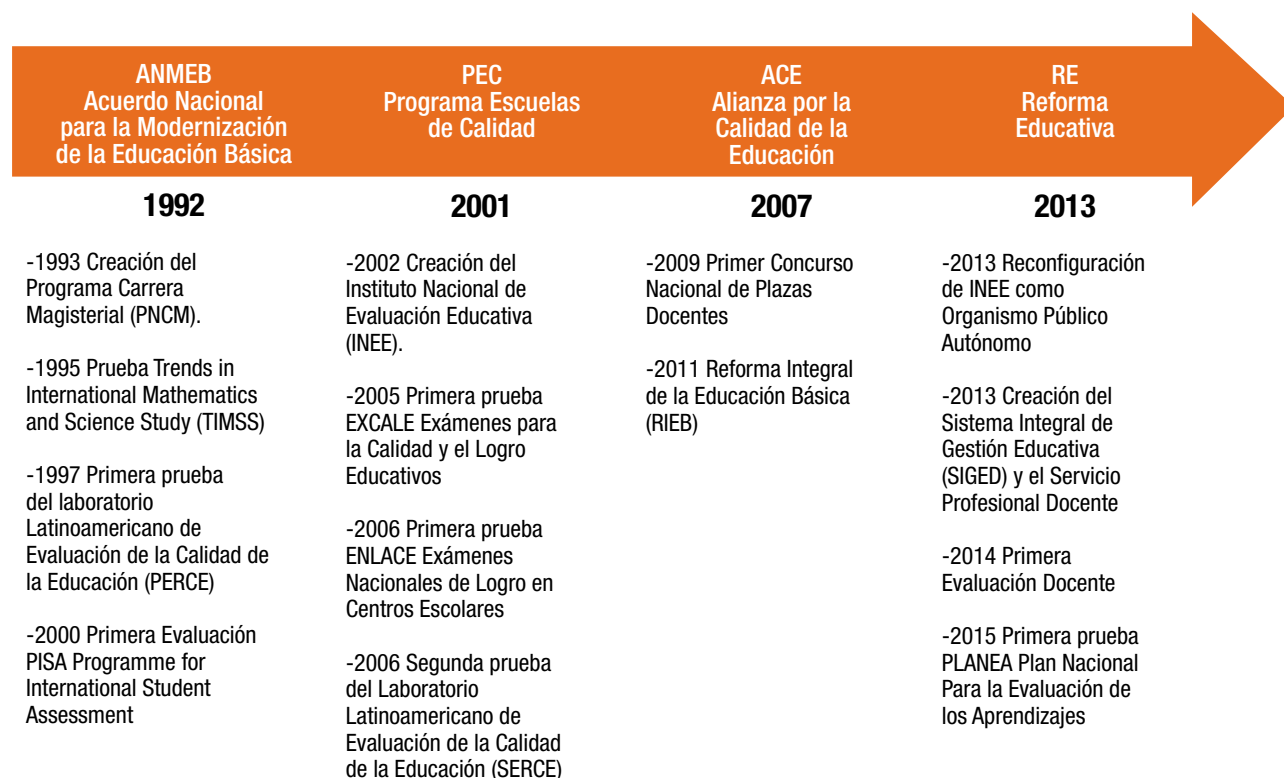 ANMEB
Acuerdo Nacional
para la Modernización
de la Educación Básica
1992
-1993 Creación del
Programa Carrera
Magisterial (PNCM).
-1995 Prueba Trends in
International Mathematics
and Science Study (TIMSS)
-1997 Primera prueba
del laboratorio
Latinoamericano de
Evaluación de la Calidad de
la Educación (PERCE)
-2000 Primera Evaluación
PISA Programme for
International Student
Assessment
PEC
Programa Escuelas
de Calidad
2001
-2002 Creación del
Instituto Nacional de
Evaluación Educativa
(INEE).
-2005 Primera prueba
EXCALE Exámenes para
la Calidad y el Logro
Educativos
-2006 Primera prueba
ENLACE Exámenes
Nacionales de Logro en
Centros Escolares
-2006 Segunda prueba
del Laboratorio
Latinoamericano de
Evaluación de la Calidad
de la Educación (SERCE)
ACE
Alianza por la
Calidad de la
Educación
2007
-2009 Primer Concurso
Nacional de Plazas
Docentes
-2011 Reforma Integral
de la Educación Básica
(RIEB)
RE
Reforma
Educativa
2013
-2013 Reconfiguración
de INEE como
Organismo Público
Autónomo
-2013 Creación del
Sistema Integral de
Gestión Educativa
(SIGED) y el Servicio
Profesional Docente
-2014 Primera
Evaluación Docente
-2015 Primera prueba
PLANEA Plan Nacional
Para la Evaluación de
los Aprendizajes